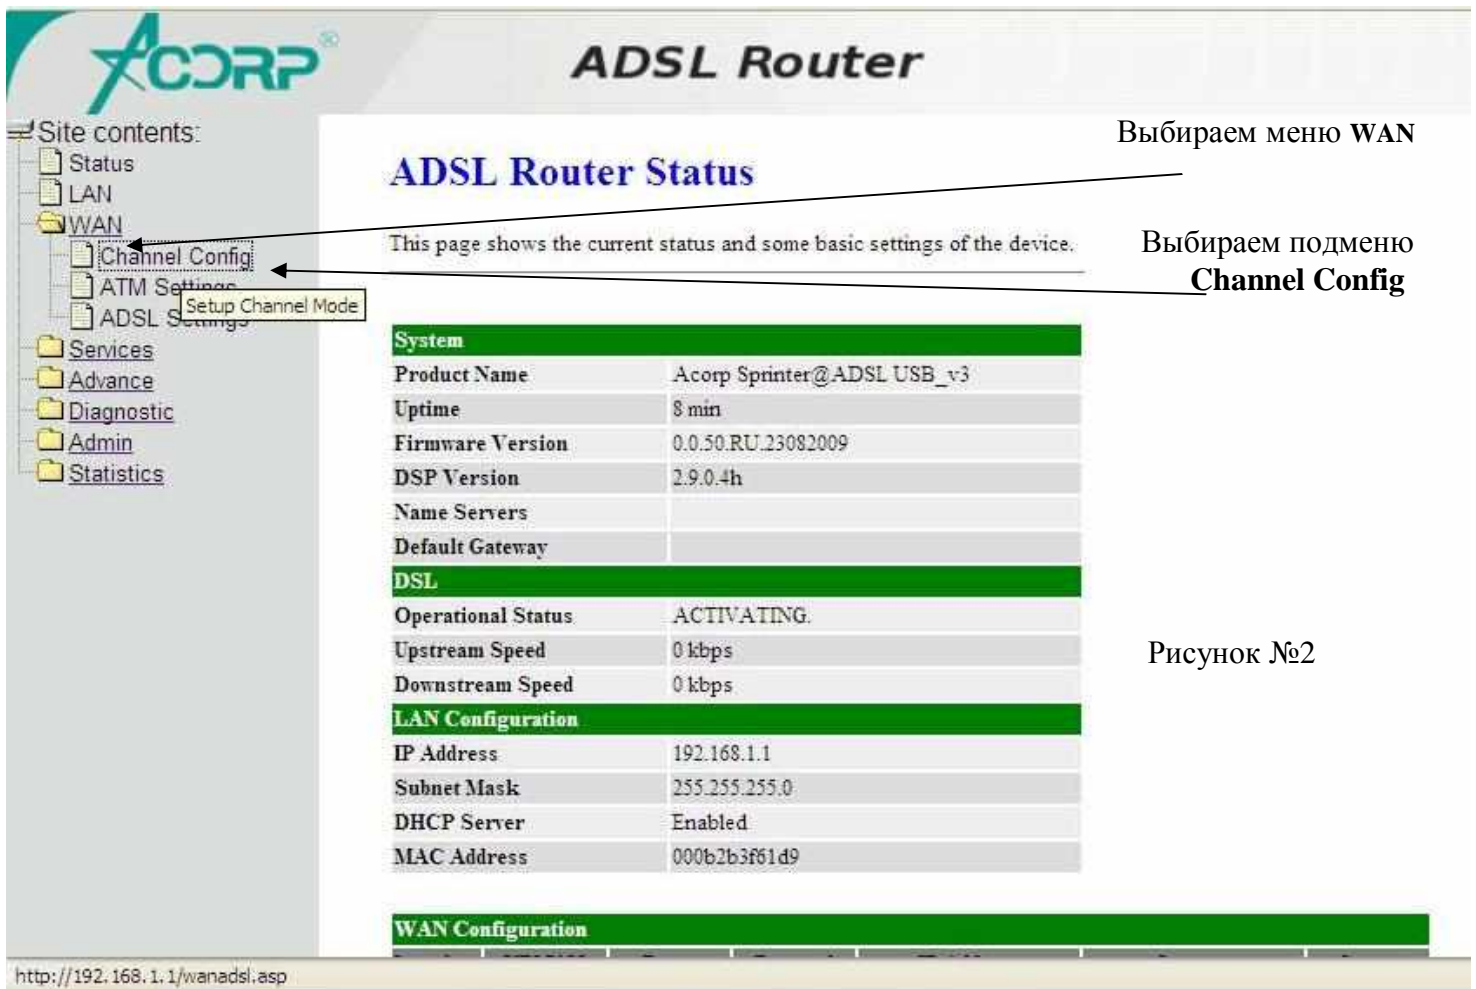 ACORP®
ADSL Router
Site contents:
Status
LAN
WAN
Channel Config
ATM Settings
Setup Channel Mode
ADSL Settings
Services
Advance
Diagnostic
Admin
Statistics
Выбираем меню WAN
ADSL Router Status
This page shows the current status and some basic settings of the device.
Выбираем подменю
Channel Config
System
Product Name Acorp Sprinter@ADSL USB_v3
Uptime 8 min
Firmware Version 0.0.50.RU.23082009
DSP Version 2.9.0.4h
Name Servers
Default Gateway
DSL
Operational Status ACTIVATING.
Upstream Speed 0 kbps
Downstream Speed 0 kbps
Рисунок №2
LAN Configuration
IP Address 192.168.1.1
Subnet Mask 255.255.255.0
DHCP Server Enabled
MAC Address 000b2b3f61d9
WAN Configuration
http://192.168.1.1/wanadsl.asp